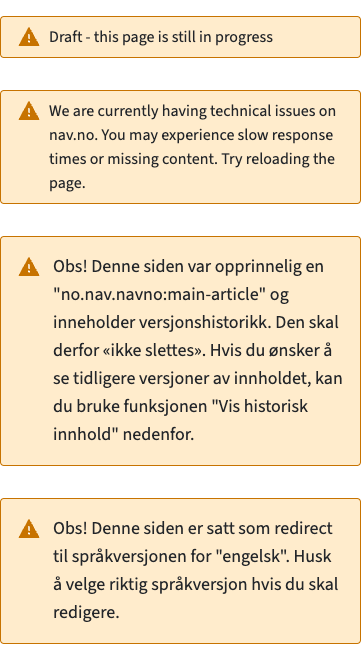 Draft - this page is still in progress
We are currently having technical issues on
nav.no. You may experience slow response
times or missing content. Try reloading the
page.
Obs! Denne siden var opprinnelig en
"no.nav.navno:main-article" og
inneholder versjonshistorikk. Den skal
derfor «ikke slettes». Hvis du ønsker å
se tidligere versjoner av innholdet, kan
du bruke funksjonen "Vis historisk
innhold" nedenfor.
Obs! Denne siden er satt som redirect
til språkversjonen for "engelsk". Husk
å velge riktig språkversjon hvis du skal
redigere.